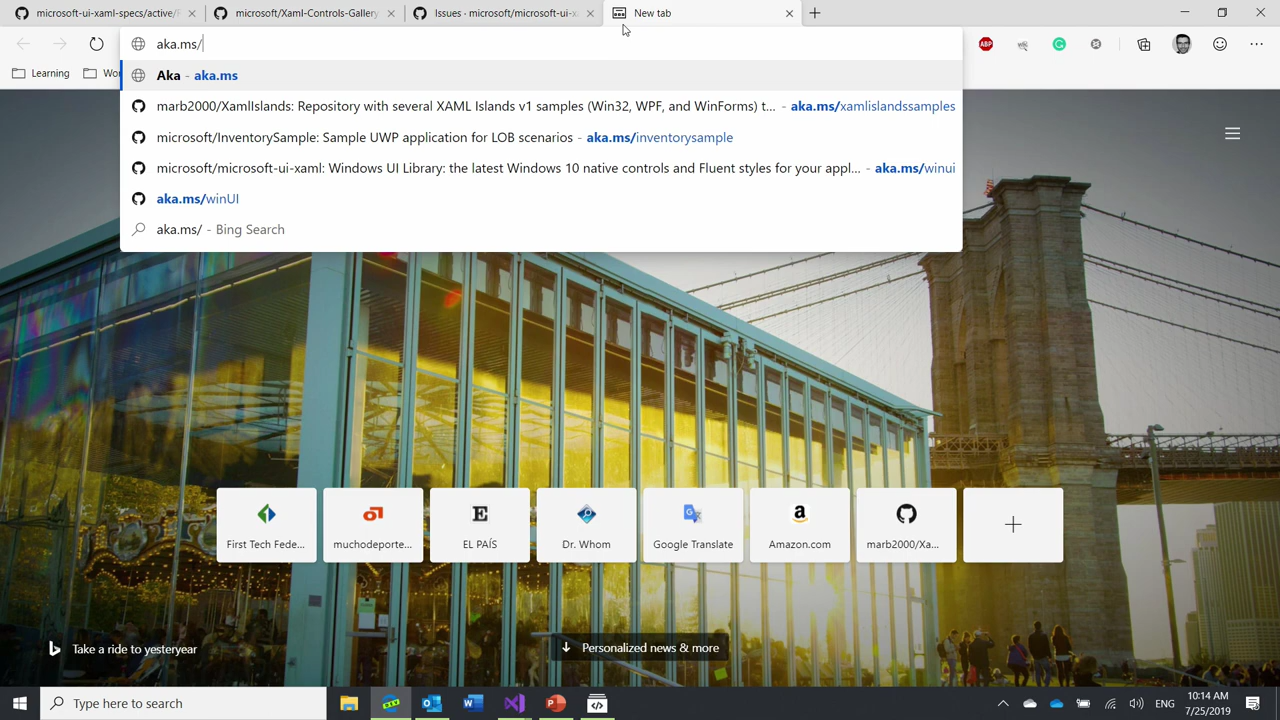 microsoft-ui-xaml-specs/active/
microsoft/Xaml-Controls-Gallery
Issues · microsoft/microsoft-ui-x
New tab
aka.ms/
ABP
Learning
Wo
Aka - aka.ms
marb2000/XamlIslands: Repository with several XAML Islands v1 samples (Win32, WPF, and WinForms) t... - aka.ms/xamlislandssamples
microsoft/InventorySample: Sample UWP application for LOB scenarios - aka.ms/inventorysample
microsoft/microsoft-ui-xaml: Windows UI Library: the latest Windows 10 native controls and Fluent styles for your appl... - aka.ms/winui
aka.ms/winUI
aka.ms/ - Bing Search
First Tech Fede...
muchodeporte...
EL PAÍS
Dr. Whom
Google Translate
Amazon.com
marb2000/Xa...
Take a ride to yesteryear
Personalized news & more
Type here to search
ENG
10:14 AM
7/25/2019